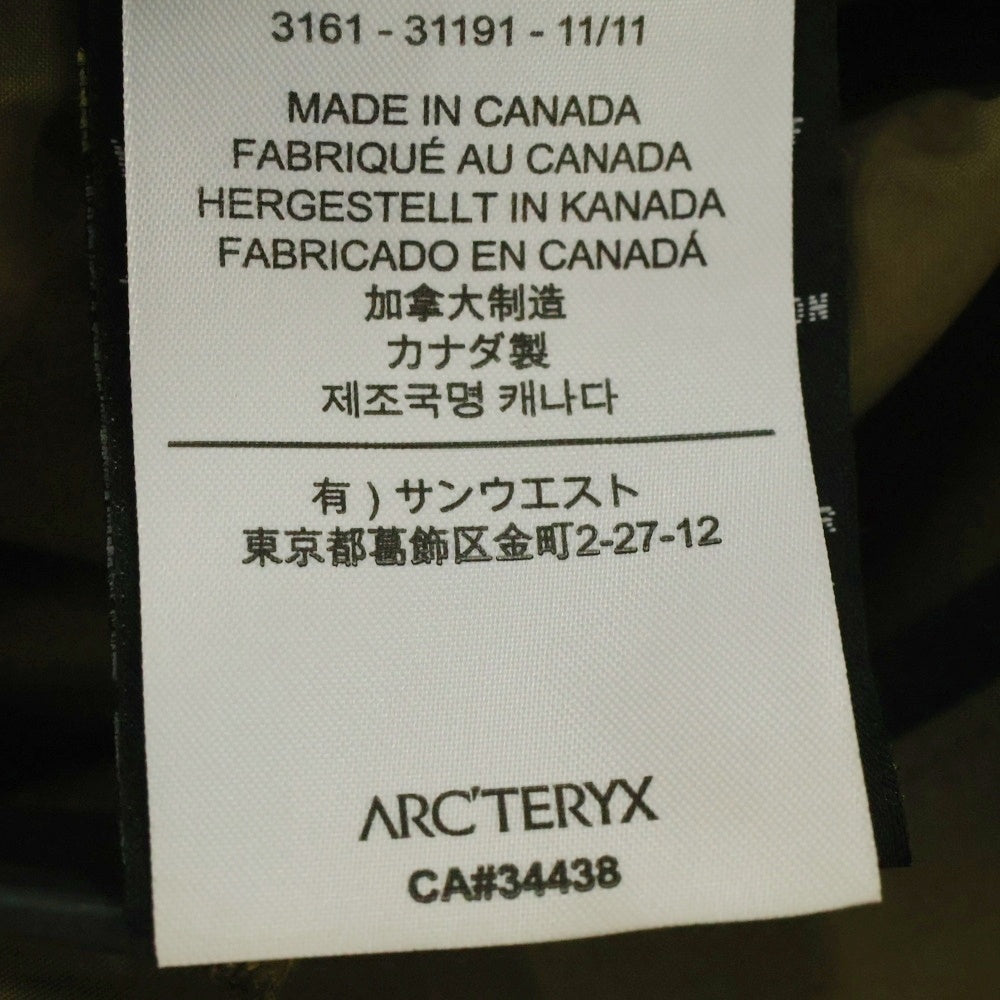 3161 - 31191 - 11/11
MADE IN CANADA
FABRIQUÉ AU CANADA
HERGESTELLT IN KANADA
FABRICADO EN CANADÁ
加拿大制造
カナダ製
제조국명 캐나다
有）サンウエスト
東京都葛飾区金町2-27-12
ARC'TERYX
CA#34438